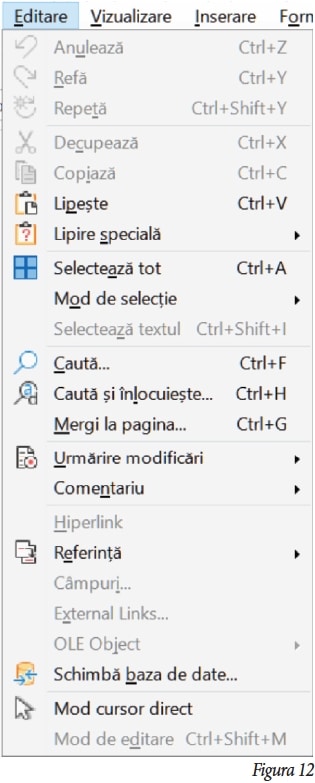 Editare Vizualizare Inserare Form
Anulează Ctrl+Z
Refă Ctrl+Y
Repetă Ctrl+Shift+Y
Decupează Ctrl+X
Copiază Ctrl+C
Lipește Ctrl+V
Lipire specială
Selectează tot Ctrl+A
Mod de selecție
Selectează textul Ctrl+Shift+I
Caută... Ctrl+F
Caută și înlocuiește... Ctrl+H
Mergi la pagina... Ctrl+G
Urmărire modificări
Comentariu
Hiperlink
Referință
Câmpuri...
External Links...
OLE Object
Schimbă baza de date...
Mod cursor direct
Mod de editare Ctrl+Shift+M
Figura 12